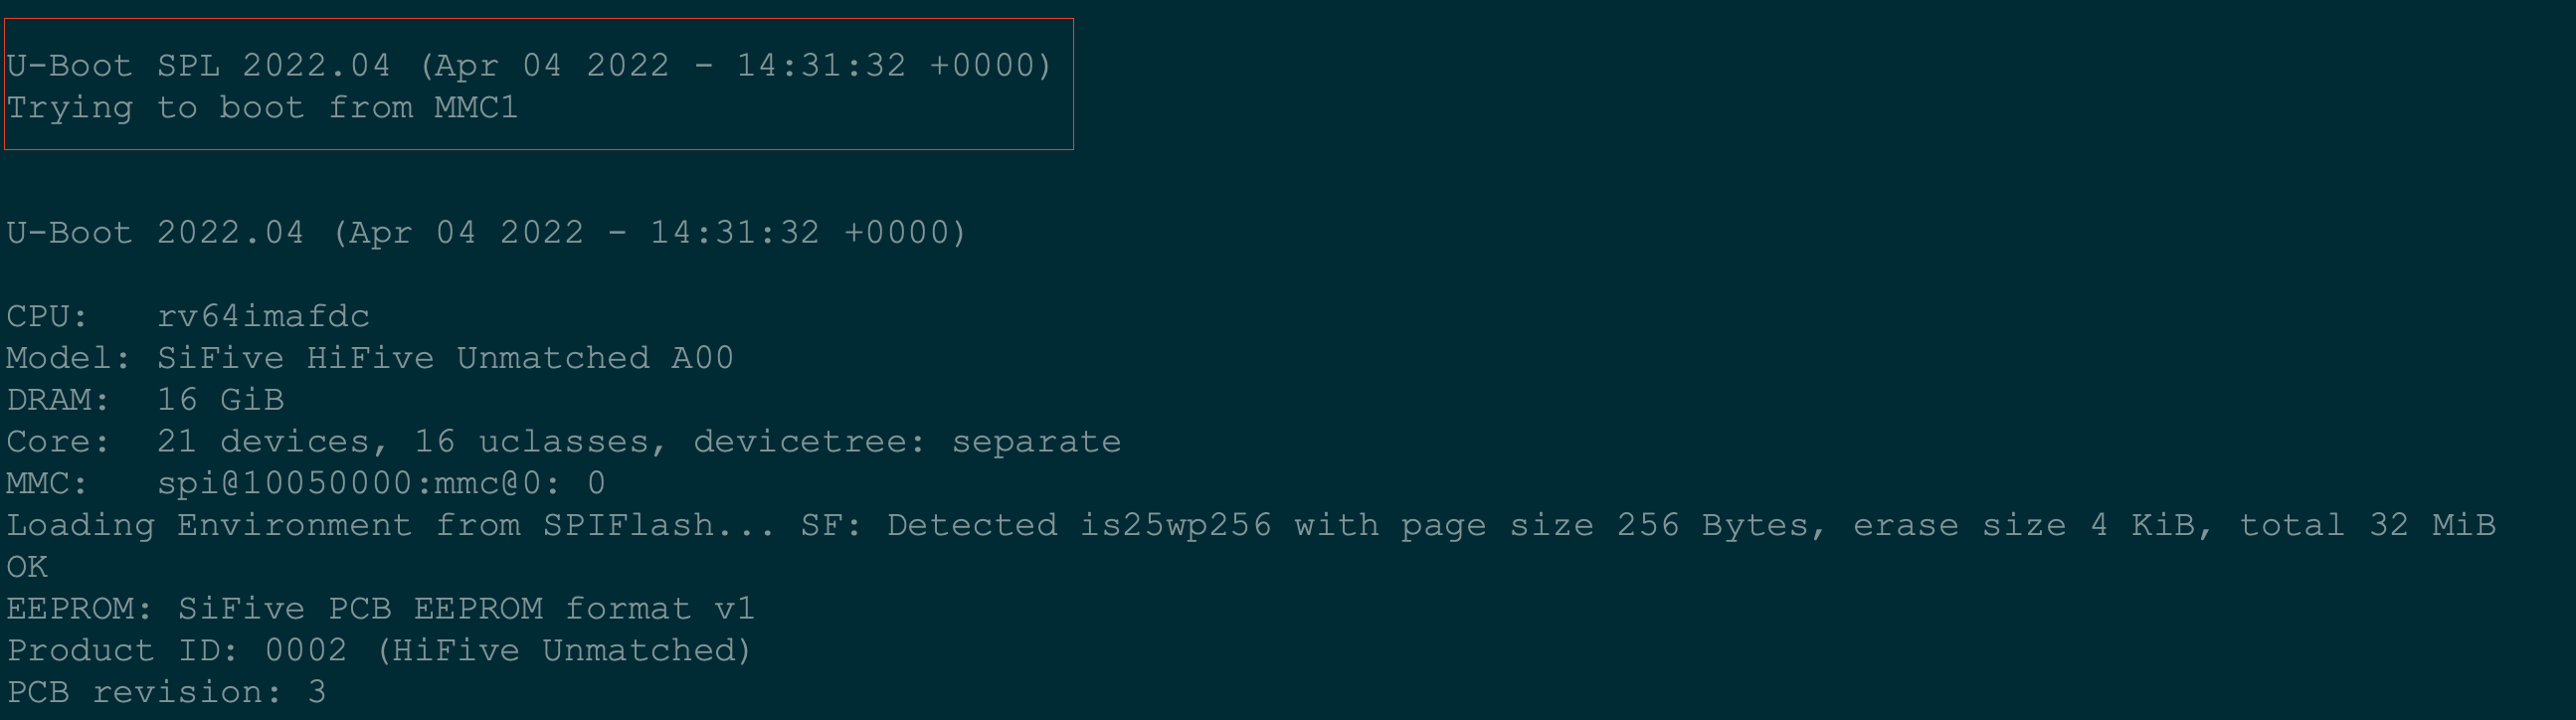 U-Boot SPL 2022.04 (Apr 04 2022 - 14:31:32 +0000)
Trying to boot from MMC1
U-Boot 2022.04 (Apr 04 2022 - 14:31:32 +0000)
CPU:   rv64imafdc
Model: SiFive HiFive Unmatched A00
DRAM:  16 GiB
Core:  21 devices, 16 uclasses, devicetree: separate
MMC:   spi@10050000:mmc@0: 0
Loading Environment from SPIFlash... SF: Detected is25wp256 with page size 256 Bytes, erase size 4 KiB, total 32 MiB
OK
EEPROM: SiFive PCB EEPROM format v1
Product ID: 0002 (HiFive Unmatched)
PCB revision: 3